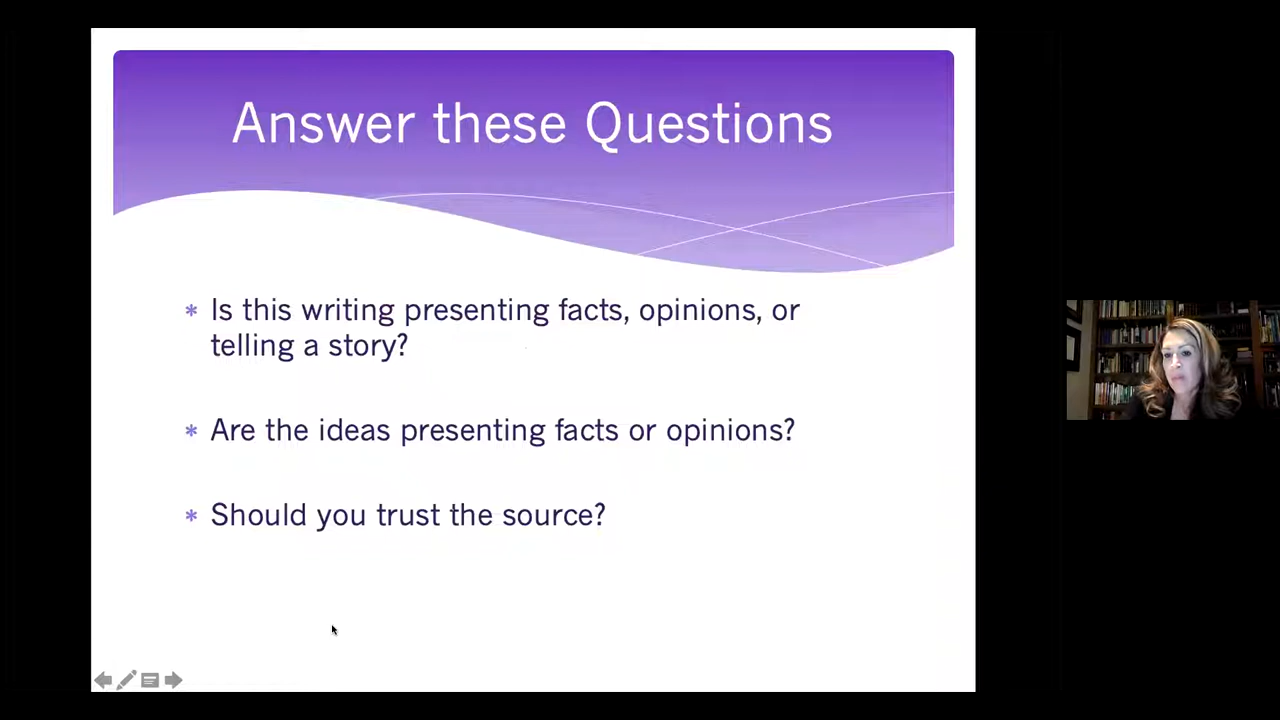 Answer these Questions
* Is this writing presenting facts, opinions, or
telling a story?
* Are the ideas presenting facts or opinions?
* Should you trust the source?